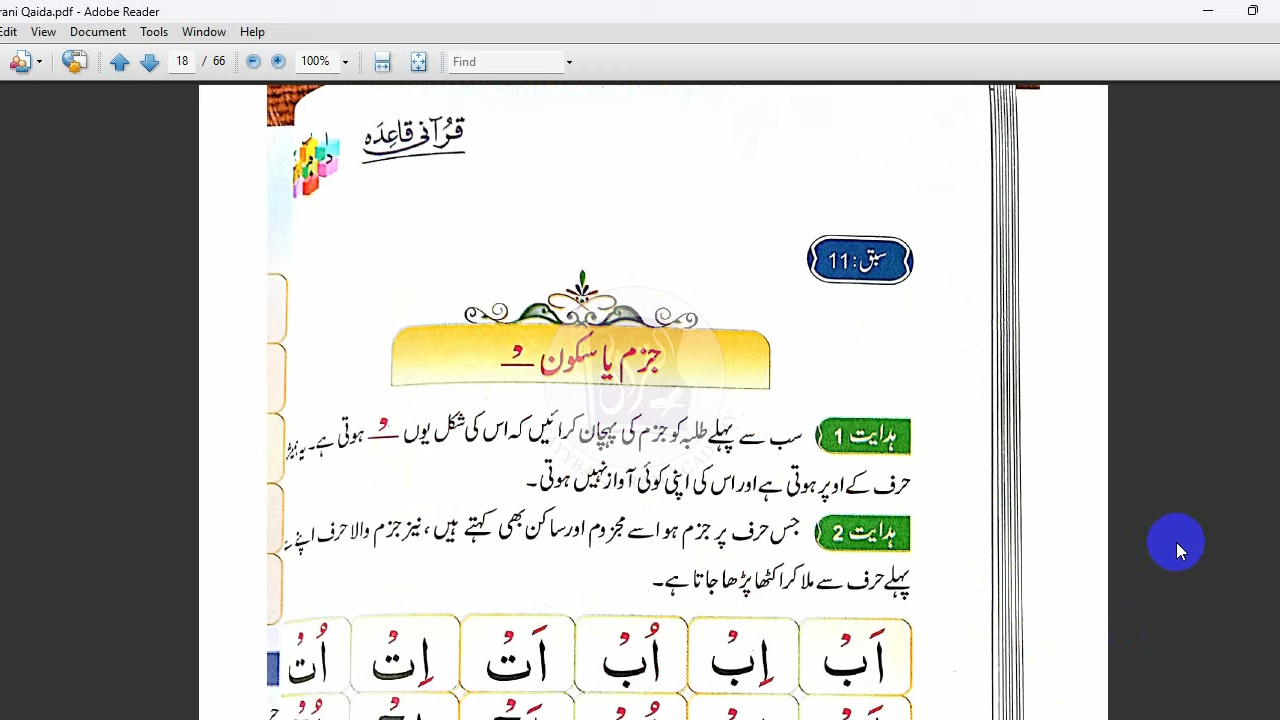 rani Qaida.pdf - Adobe Reader
Edit View Document Tools Window Help
18 / 66 100% Find
قرآنی قاعِدَہ
سبق: 11
جزم یا سکون
ہدایت 1 سب سے پہلے طلبہ کو جزم کی پہچان کرائیں کہ اس کی شکل یوں ہوتی ہے۔ یہ
حرف کے اوپر ہوتی ہے اور اس کی اپنی کوئی آواز نہیں ہوتی۔
ہدایت 2 جس حرف پر جزم ہو اسے مجزوم اور ساکن بھی کہتے ہیں، نیز جزم والا حرف اپنے سے
پہلے حرف سے ملا کر اکٹھا پڑھا جاتا ہے۔
اَبْ اِبْ اُبْ اَتْ اِتْ اُتْ